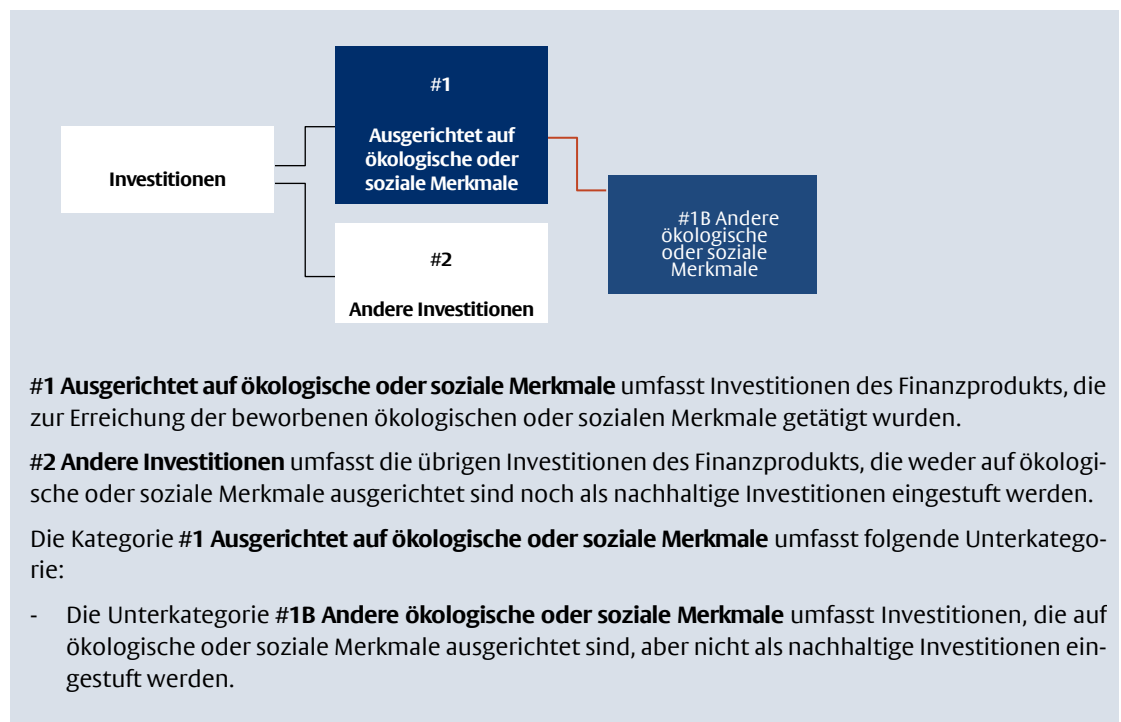 #1
Ausgerichtet auf
ökologische oder
soziale Merkmale
Investitionen
#1B Andere
ökologische
oder soziale
Merkmale
#2
Andere Investitionen
#1 Ausgerichtet auf ökologische oder soziale Merkmale umfasst Investitionen des Finanzprodukts, die
zur Erreichung der beworbenen ökologischen oder sozialen Merkmale getätigt wurden.
#2 Andere Investitionen umfasst die übrigen Investitionen des Finanzprodukts, die weder auf ökologi-
sche oder soziale Merkmale ausgerichtet sind noch als nachhaltige Investitionen eingestuft werden.
Die Kategorie #1 Ausgerichtet auf ökologische oder soziale Merkmale umfasst folgende Unterkatego-
rie:
- Die Unterkategorie #1B Andere ökologische oder soziale Merkmale umfasst Investitionen, die auf
ökologische oder soziale Merkmale ausgerichtet sind, aber nicht als nachhaltige Investitionen ein-
gestuft werden.